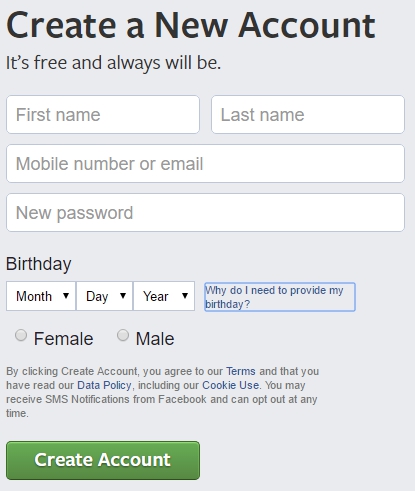 Create a New Account
It's free and always will be.
First name Last name
Mobile number or email
New password
Birthday
Month Day Year Why do I need to provide my
birthday?
Female Male
By clicking Create Account, you agree to our Terms and that you
have read our Data Policy, including our Cookie Use. You may
receive SMS Notifications from Facebook and can opt out at any
time.
Create Account